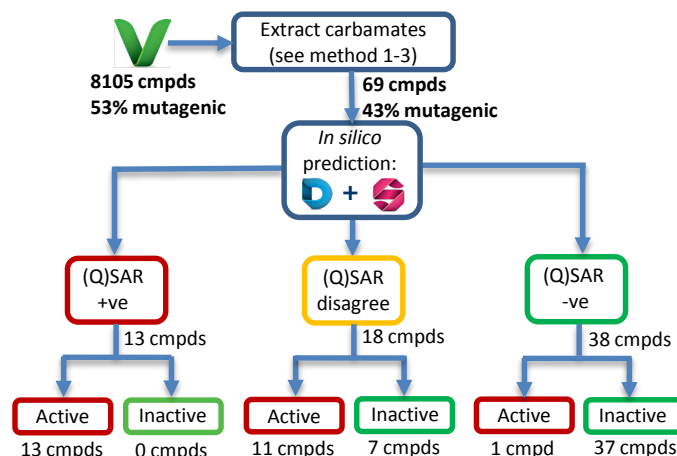 Extract carbamates
(see method 1-3)
8105 cmpds
53% mutagenic
69 cmpds
43% mutagenic
In silico
prediction:
+
(Q)SAR
+ve
(Q)SAR
disagree
(Q)SAR
-ve
13 cmpds
18 cmpds
38 cmpds
Active
Inactive
Active
Inactive
Active
Inactive
13 cmpds
0 cmpds
11 cmpds
7 cmpds
1 cmpd
37 cmpds